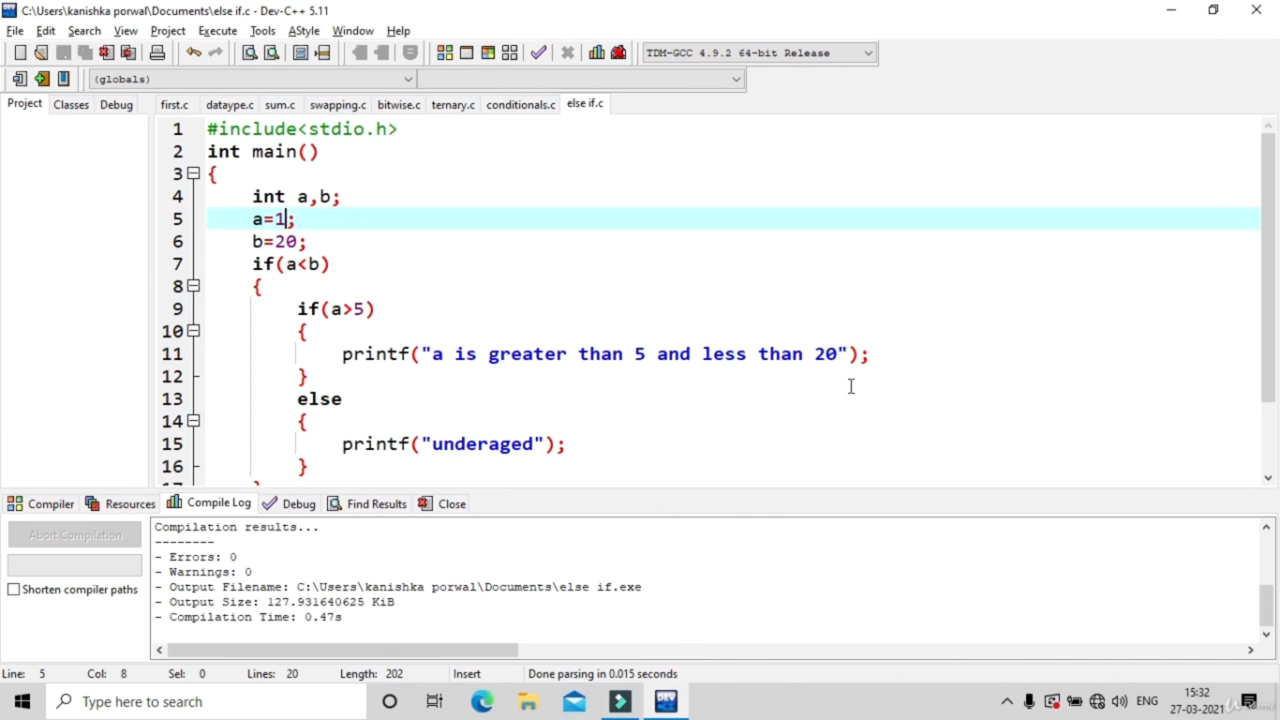 C:\Users\kanishka porwal\Documents\else if.c - Dev-C++ 5.11
File Edit Search View Project Execute Tools AStyle Window Help
TDM-GCC 4.9.2 64-bit Release
(globals)
Project Classes Debug first.c dataype.c sum.c swapping.c bitwise.c ternary.c conditionals.c else if.c
1 #include<stdio.h>
2 int main()
3 {
4 int a,b;
5 a=1;
6 b=20;
7 if(a<b)
8 {
9 if(a>5)
10 {
11 printf("a is greater than 5 and less than 20");
12 }
13 else
14 {
15 printf("underaged");
16 }
17 }
Compiler Resources Compile Log Debug Find Results Close
Abort Compilation
Shorten compiler paths
Compilation results...
--------
- Errors: 0
- Warnings: 0
- Output Filename: C:\Users\kanishka porwal\Documents\else if.exe
- Output Size: 127.931640625 KiB
- Compilation Time: 0.47s
Line: 5 Col: 8 Sel: 0 Lines: 20 Length: 202 Insert Done parsing in 0.015 seconds
Type here to search
DEV
ENG
15:32
27-03-2021